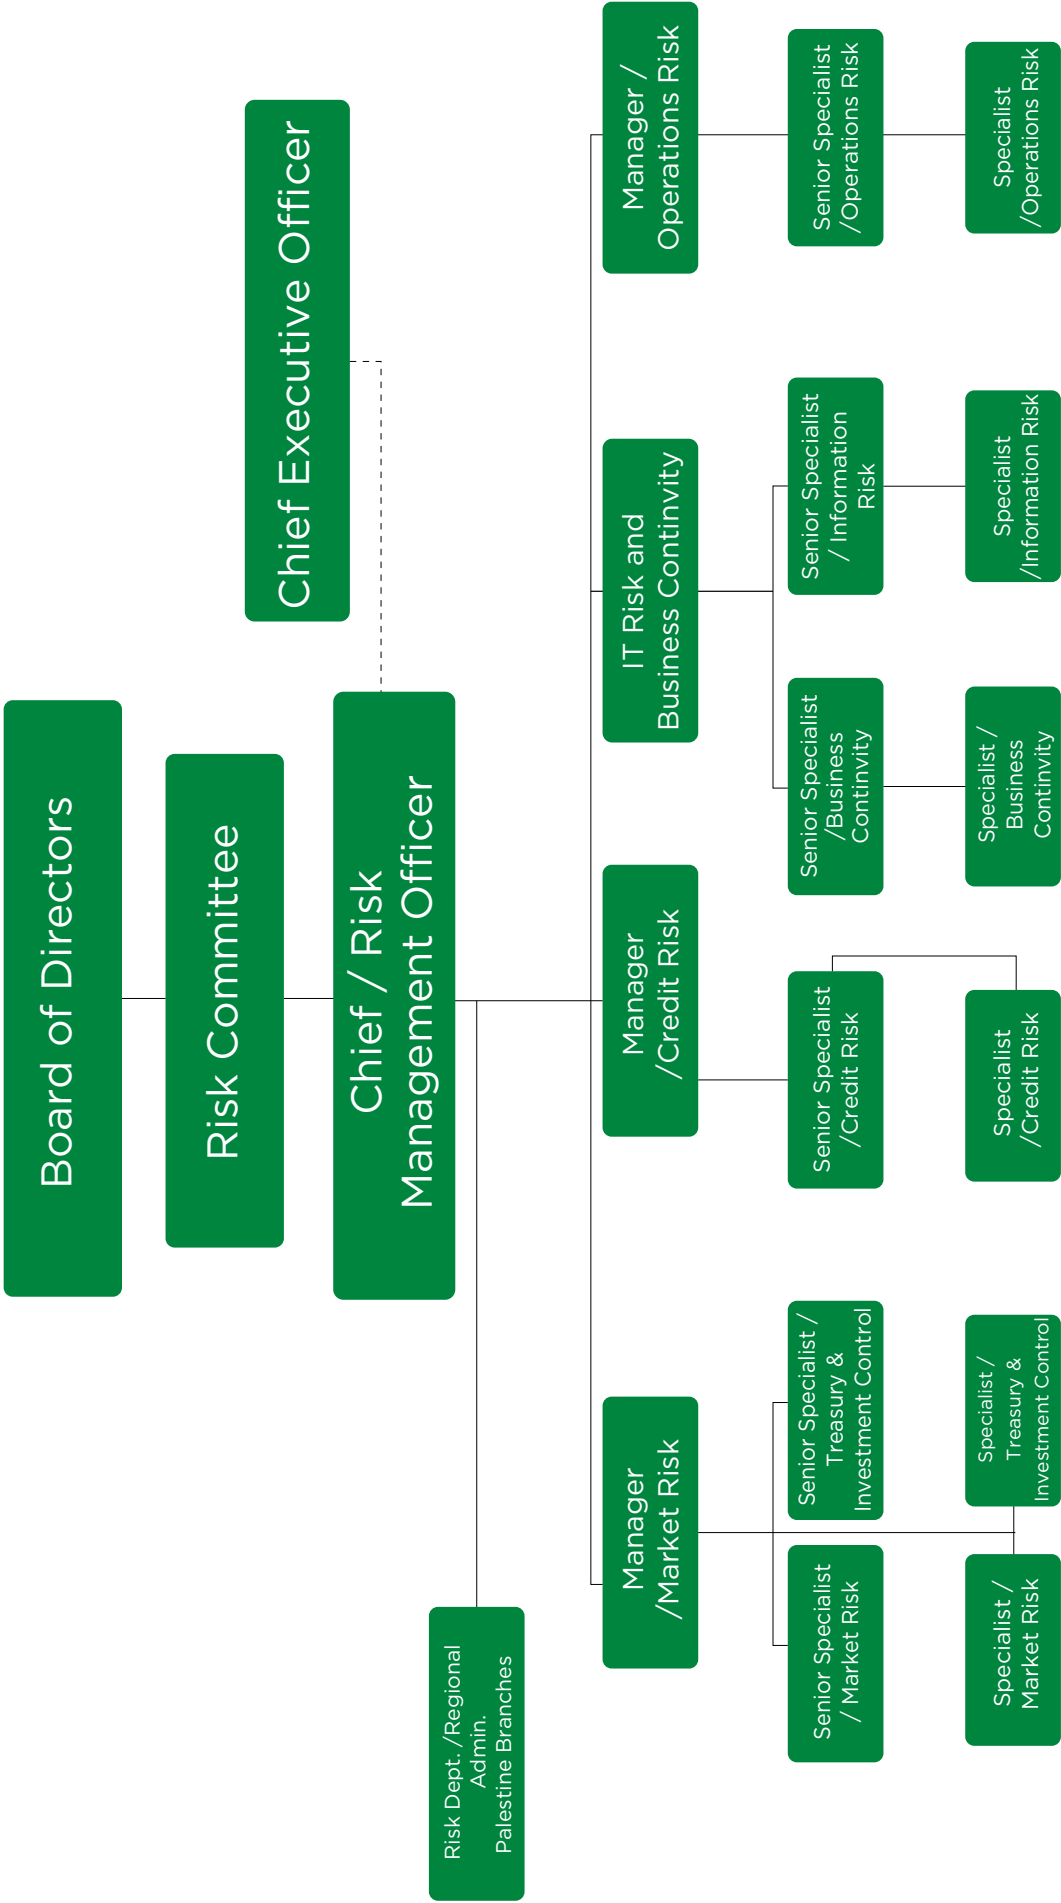 Board of Directors
Risk Committee
Chief Executive Officer
Chief / Risk
Management Officer
Risk Dept. /Regional
Admin.
Palestine Branches
Manager
/Market Risk
Manager
/Credit Risk
IT Risk and
Business Continvity
Manager /
Operations Risk
Senior Specialist
/ Market Risk
Senior Specialist /
Treasury &
Investment Control
Senior Specialist
/Credit Risk
Senior Specialist
/Business
Continvity
Senior Specialist
/ Information
Risk
Senior Specialist
/Operations Risk
Specialist /
Market Risk
Specialist /
Treasury &
Investment Control
Specialist
/Credit Risk
Specialist /
Business
Continvity
Specialist
/Information Risk
Specialist
/Operations Risk